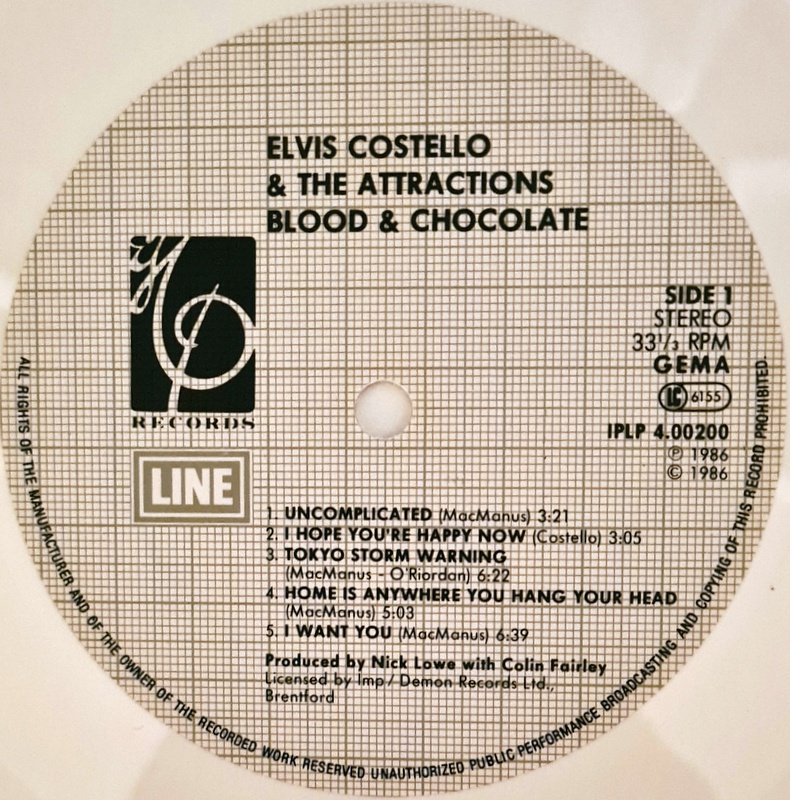 ELVIS COSTELLO
& THE ATTRACTIONS
BLOOD & CHOCOLATE
RECORDS
LINE
SIDE 1
STEREO
33 1/3 RPM
GEMA
LC 6155
IPLP 4.00200
℗ 1986
© 1986
1. UNCOMPLICATED (MacManus) 3:21
2. I HOPE YOU'RE HAPPY NOW (Costello) 3:05
3. TOKYO STORM WARNING
(MacManus - O'Riordan) 6:22
4. HOME IS ANYWHERE YOU HANG YOUR HEAD
(MacManus) 5:03
5. I WANT YOU (MacManus) 6:39
Produced by Nick Lowe with Colin Fairley
Licensed by Imp / Demon Records Ltd.,
Brentford
ALL RIGHTS OF THE MANUFACTURER AND OF THE OWNER OF THE RECORDED WORK RESERVED UNAUTHORIZED PUBLIC PERFORMANCE BROADCASTING AND COPYING OF THIS RECORD PROHIBITED